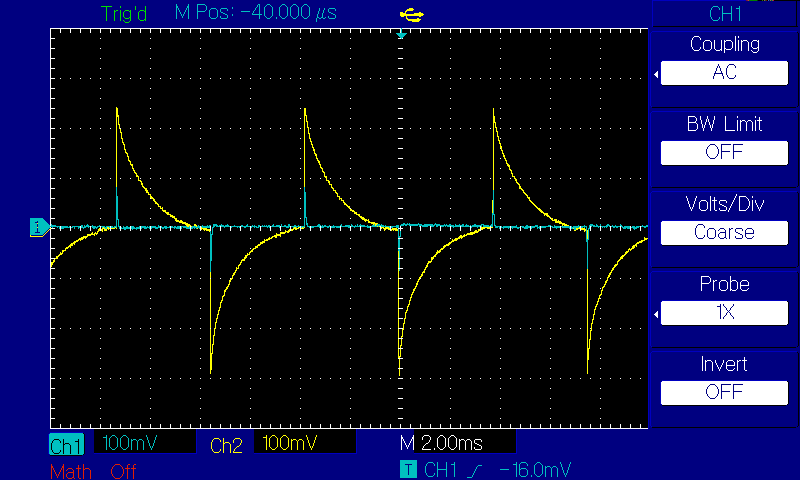 Trig'd M Pos: -40.000 µs CH1
Coupling
AC
BW Limit
OFF
Volts/Div
Coarse
Probe
1X
Invert
OFF
1
Ch1 100mV Ch2 100mV M 2.00ms
Math Off T CH1 -16.0mV